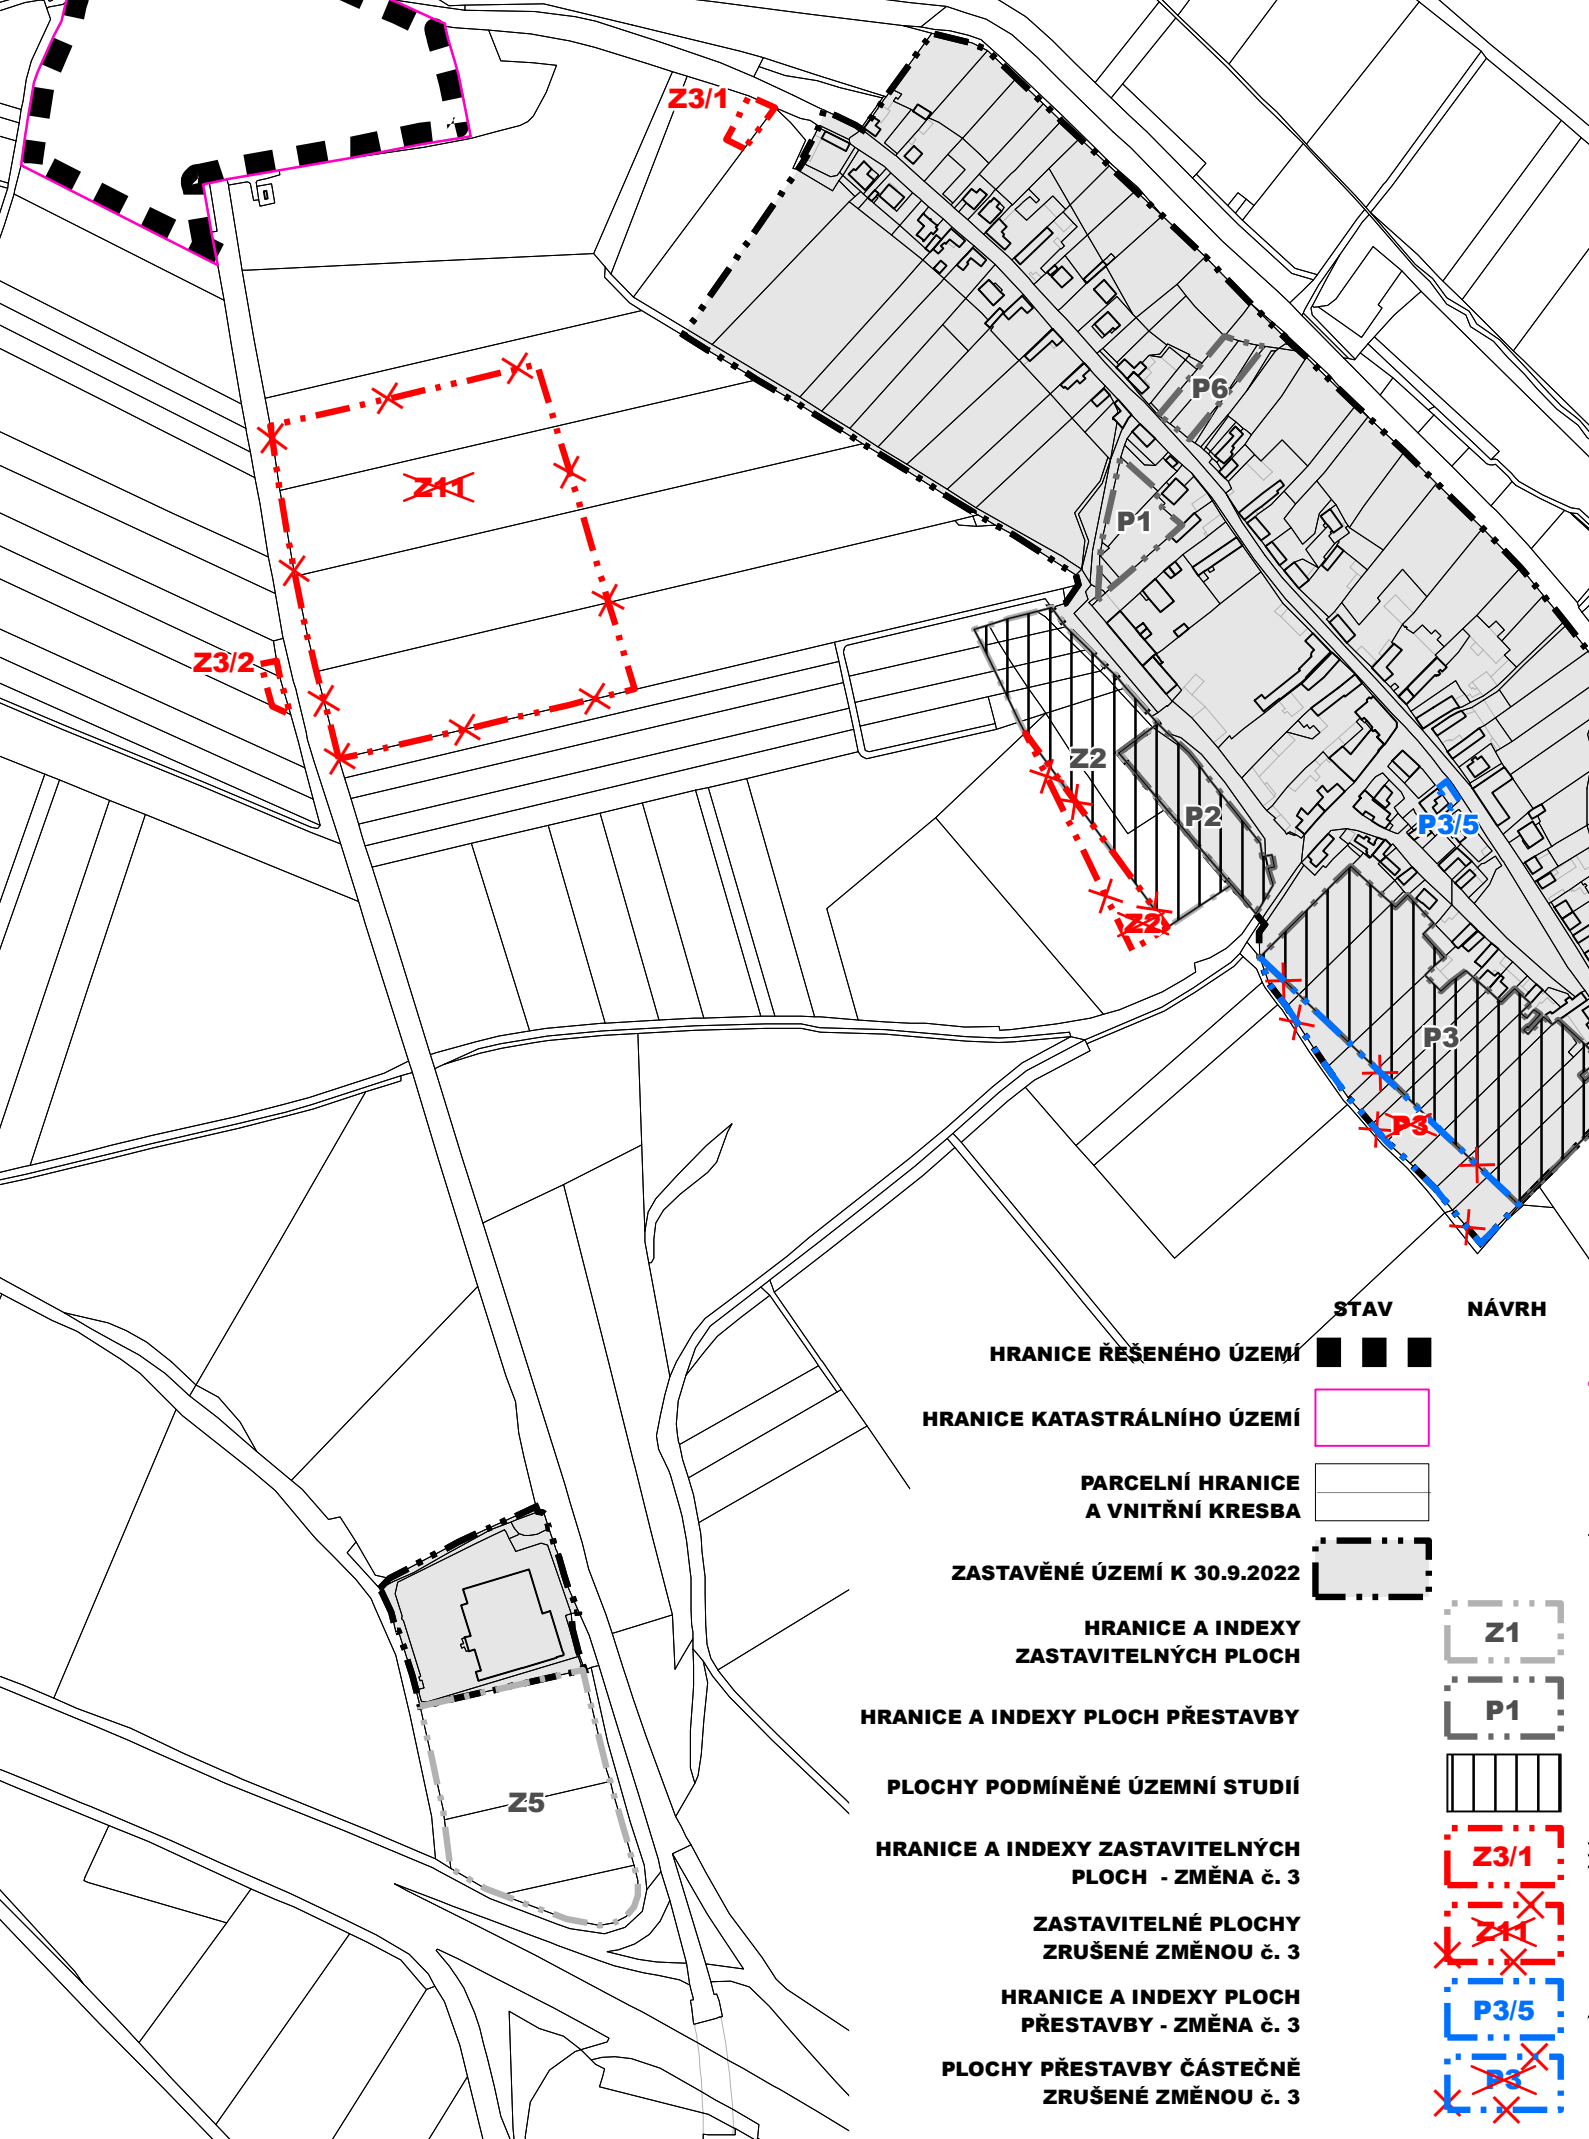 Z3/1
P6
Z11
P1
Z3/2
Z2
P2
P3/5
Z2
P3
P3
STAV NÁVRH
HRANICE ŘEŠENÉHO ÚZEMÍ
HRANICE KATASTRÁLNÍHO ÚZEMÍ
PARCELNÍ HRANICE
A VNITŘNÍ KRESBA
ZASTAVĚNÉ ÚZEMÍ K 30.9.2022
HRANICE A INDEXY
ZASTAVITELNÝCH PLOCH
Z1
HRANICE A INDEXY PLOCH PŘESTAVBY
P1
PLOCHY PODMÍNĚNÉ ÚZEMNÍ STUDIÍ
Z5
HRANICE A INDEXY ZASTAVITELNÝCH
PLOCH - ZMĚNA č. 3
Z3/1
ZASTAVITELNÉ PLOCHY
ZRUŠENÉ ZMĚNOU č. 3
Z11
HRANICE A INDEXY PLOCH
PŘESTAVBY - ZMĚNA č. 3
P3/5
PLOCHY PŘESTAVBY ČÁSTEČNĚ
ZRUŠENÉ ZMĚNOU č. 3
P3